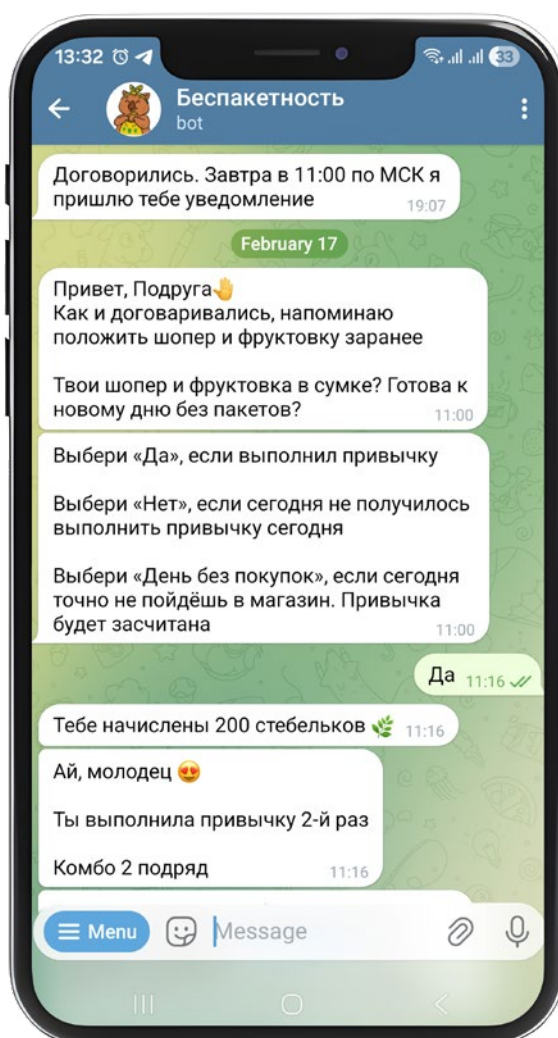 13:32
33
Беспакетность
bot
Договорились. Завтра в 11:00 по МСК я
пришлю тебе уведомление
19:07
February 17
Привет, Подруга🤚
Как и договаривались, напоминаю
положить шопер и фруктовку заранее
Твои шопер и фруктовка в сумке? Готова к
новому дню без пакетов?
11:00
Выбери «Да», если выполнил привычку
Выбери «Нет», если сегодня не получилось
выполнить привычку сегодня
Выбери «День без покупок», если сегодня
точно не пойдёшь в магазин. Привычка
будет засчитана
11:00
Да 11:16
Тебе начислены 200 стебельков 🌿 11:16
Ай, молодец 😍
Ты выполнила привычку 2-й раз
Комбо 2 подряд
11:16
Menu
Message